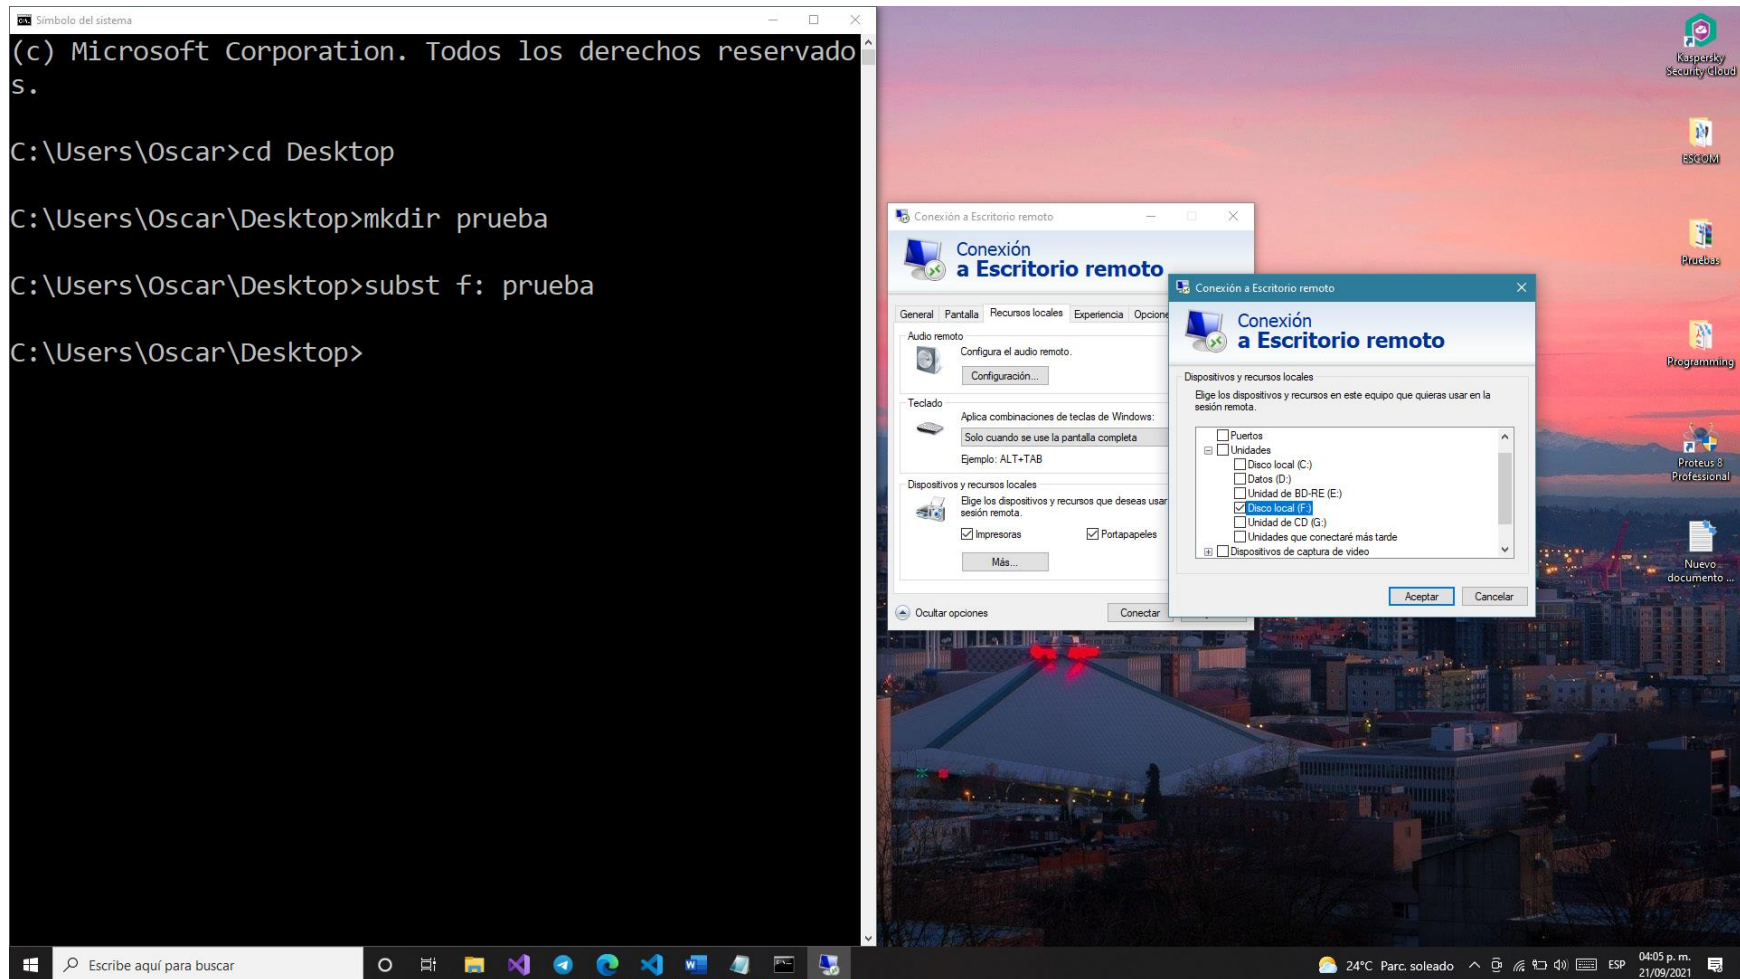 Símbolo del sistema
(c) Microsoft Corporation. Todos los derechos reservado
s.
C:\Users\Oscar>cd Desktop
C:\Users\Oscar\Desktop>mkdir prueba
C:\Users\Oscar\Desktop>subst f: prueba
C:\Users\Oscar\Desktop>
Conexión a Escritorio remoto
Conexión
a Escritorio remoto
General Pantalla Recursos locales Experiencia Opcione
Audio remoto
Configura el audio remoto.
Configuración...
Teclado
Aplica combinaciones de teclas de Windows:
Solo cuando se use la pantalla completa
Ejemplo: ALT+TAB
Dispositivos y recursos locales
Elige los dispositivos y recursos que deseas usar
sesión remota.
Impresoras Portapapeles
Más...
Ocultar opciones Conectar
Conexión a Escritorio remoto
Conexión
a Escritorio remoto
Dispositivos y recursos locales
Elige los dispositivos y recursos en este equipo que quieras usar en la
sesión remota.
Puertos
Unidades
Disco local (C:)
Datos (D:)
Unidad de BD-RE (E:)
Disco local (F:)
Unidad de CD (G:)
Unidades que conectaré más tarde
Dispositivos de captura de video
Aceptar Cancelar
Kaspersky
Security Cloud
ESCOM
Pruebas
Programming
Proteus 8
Professional
Nuevo
documento ...
Escribe aquí para buscar
24°C Parc. soleado
ESP
04:05 p. m.
21/09/2021